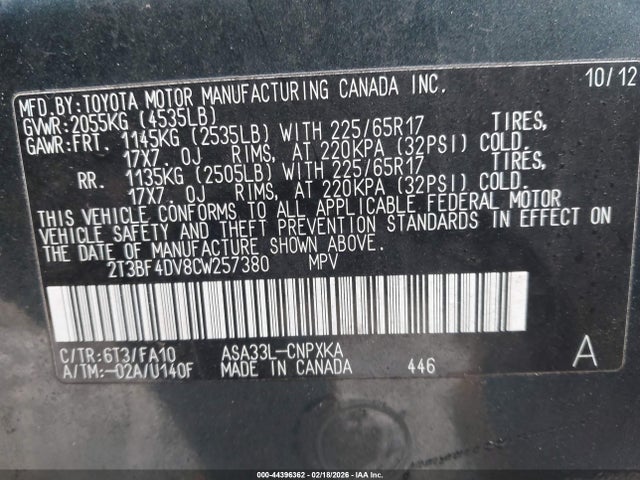 MFD.BY:TOYOTA MOTOR MANUFACTURING CANADA INC. 10/12
GVWR:2055KG (4535LB)
GAWR:FRT. 1145KG (2535LB) WITH 225/65R17 TIRES,
17X7.0J RIMS, AT 220KPA (32PSI) COLD.
RR. 1135KG (2505LB) WITH 225/65R17 TIRES,
17X7.0J RIMS, AT 220KPA (32PSI) COLD.
THIS VEHICLE CONFORMS TO ALL APPLICABLE FEDERAL MOTOR
VEHICLE SAFETY AND THEFT PREVENTION STANDARDS IN EFFECT ON
THE DATE OF MANUFACTURE SHOWN ABOVE.
2T3BF4DV8CW257380 MPV
C/TR:6T3/FA10 ASA33L-CNPXKA A
A/TM:-02A/U140F MADE IN CANADA 446
000-44396362 - 02/18/2026 - IAA Inc.